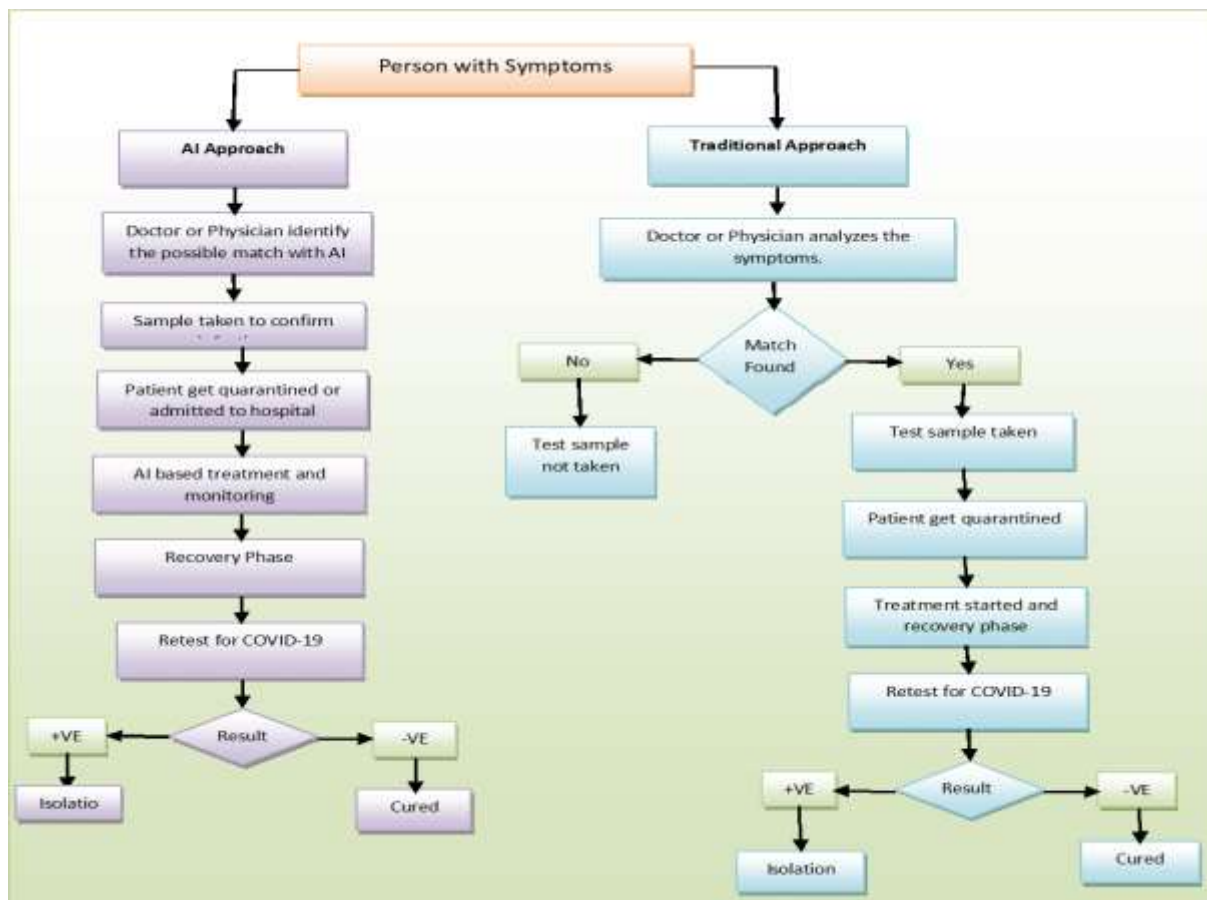 Person with Symptoms
AI Approach
Doctor or Physician identify
the possible match with AI
Sample taken to confirm
Patient get quarantined or
admitted to hospital
AI based treatment and
monitoring
Recovery Phase
Retest for COVID-19
Result
+VE
-VE
Isolatio
Cured
Traditional Approach
Doctor or Physician analyzes the
symptoms.
Match
Found
No
Yes
Test sample
not taken
Test sample taken
Patient get quarantined
Treatment started and
recovery phase
Retest for COVID-19
Result
+VE
-VE
Isolation
Cured